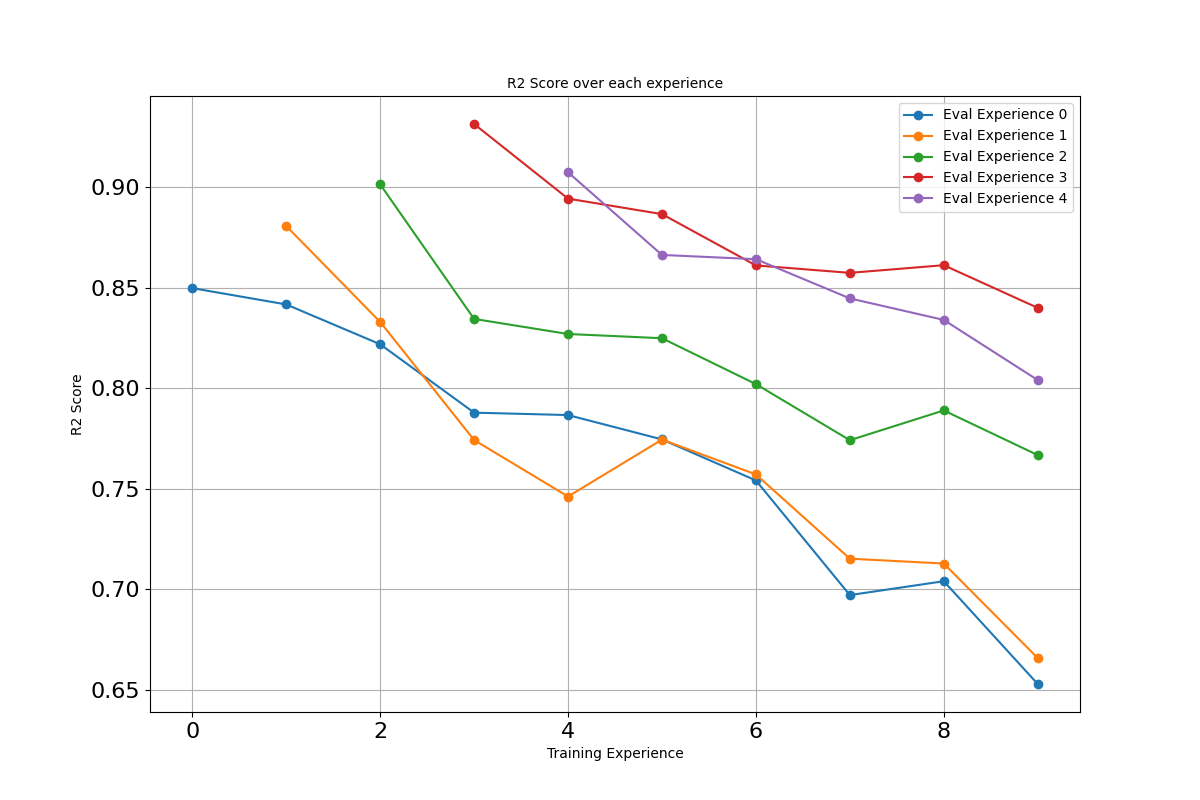 R2 Score over each experience
Eval Experience 0
Eval Experience 1
Eval Experience 2
Eval Experience 3
Eval Experience 4
R2 Score
0.90
0.85
0.80
0.75
0.70
0.65
0 2 4 6 8
Training Experience